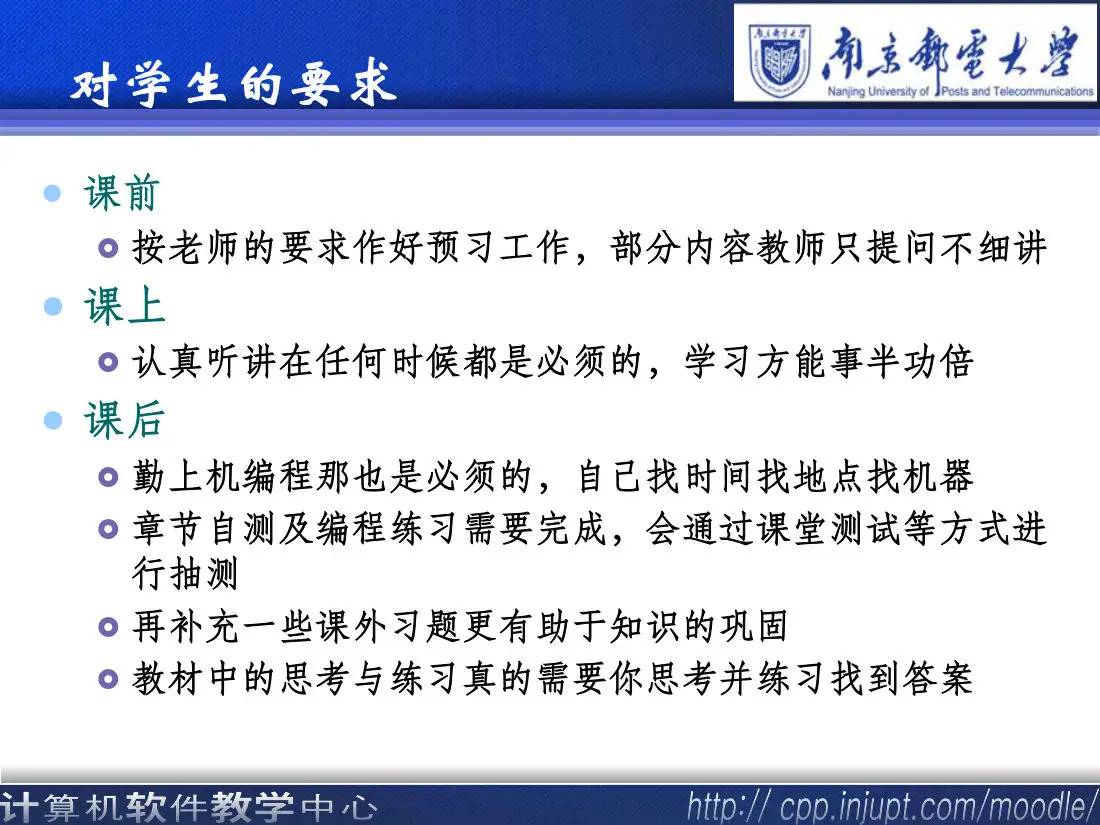 对学生的要求
南京邮电大学
Nanjing University of Posts and Telecommunications
课前
按老师的要求作好预习工作，部分内容教师只提问不细讲
课上
认真听讲在任何时候都是必须的，学习方能事半功倍
课后
勤上机编程那也是必须的，自己找时间找地点找机器
章节自测及编程练习需要完成，会通过课堂测试等方式进
行抽测
再补充一些课外习题更有助于知识的巩固
教材中的思考与练习真的需要你思考并练习找到答案
计算机软件教学中心
http:// cpp.injupt.com/moodle/